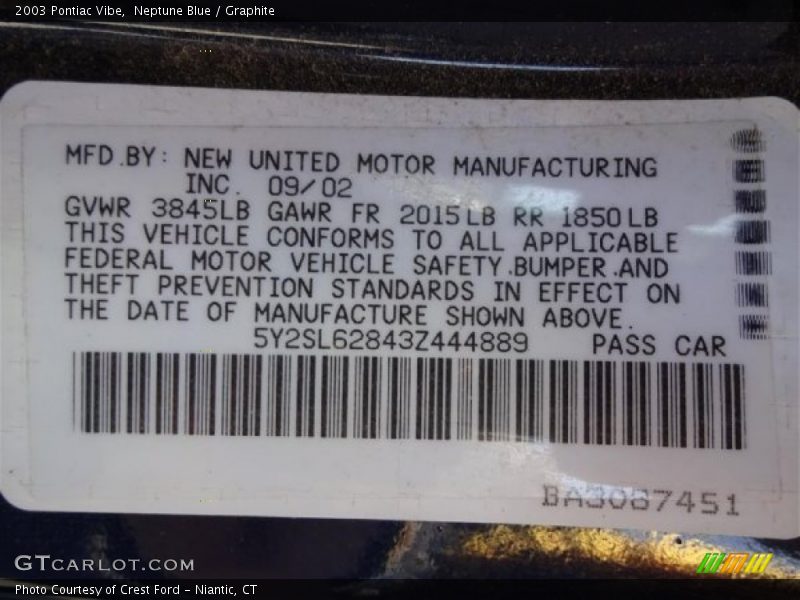 2003 Pontiac Vibe, Neptune Blue / Graphite
MFD.BY: NEW UNITED MOTOR MANUFACTURING
INC. 09/02
GVWR 3845LB GAWR FR 2015LB RR 1850LB
THIS VEHICLE CONFORMS TO ALL APPLICABLE
FEDERAL MOTOR VEHICLE SAFETY.BUMPER.AND
THEFT PREVENTION STANDARDS IN EFFECT ON
THE DATE OF MANUFACTURE SHOWN ABOVE.
5Y2SL62843Z444889 PASS CAR
BA3087451
GTCARLOT.COM
Photo Courtesy of Crest Ford - Niantic, CT